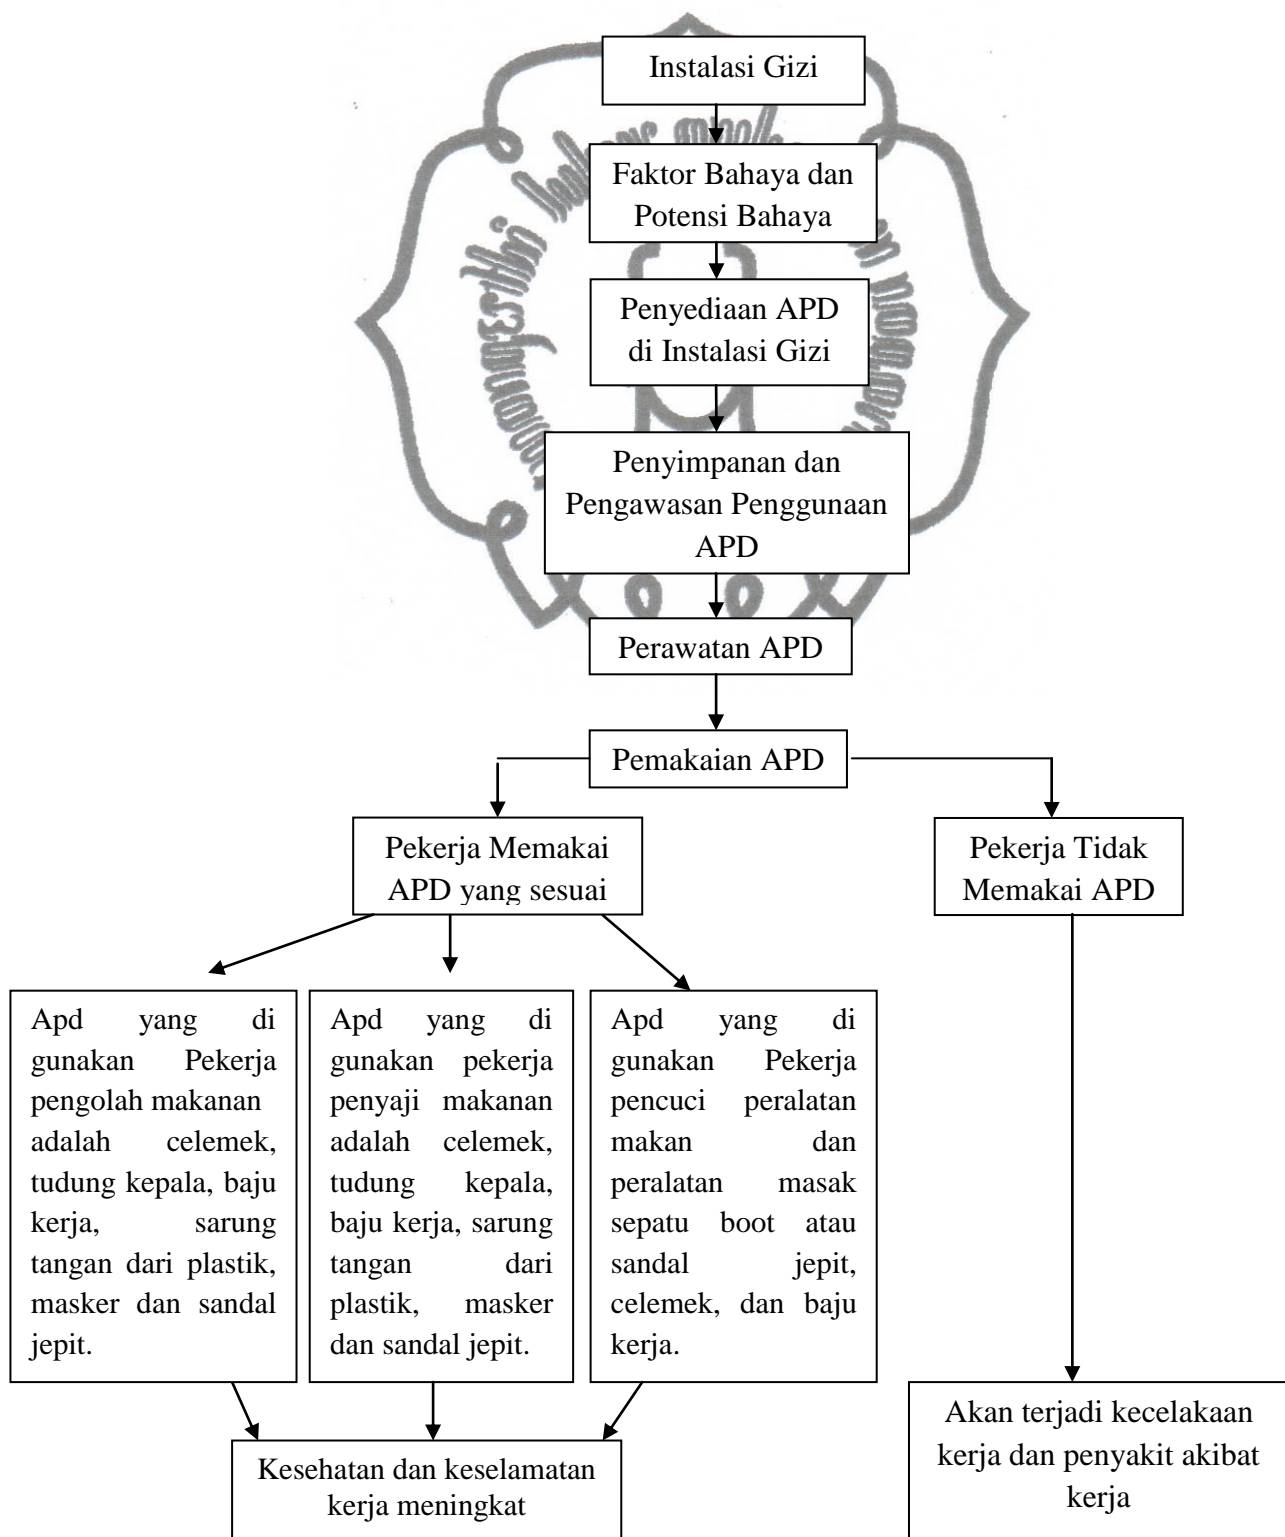 Instalasi Gizi
Faktor Bahaya dan
Potensi Bahaya
Penyediaan APD
di Instalasi Gizi
Penyimpanan dan
Pengawasan Penggunaan
APD
Perawatan APD
Pemakaian APD
Pekerja Memakai
APD yang sesuai
Pekerja Tidak
Memakai APD
Apd yang di
gunakan Pekerja
pengolah makanan
adalah celemek,
tudung kepala, baju
kerja, sarung
tangan dari plastik,
masker dan sandal
jepit.
Apd yang di
gunakan pekerja
penyaji makanan
adalah celemek,
tudung kepala,
baju kerja, sarung
tangan dari
plastik, masker
dan sandal jepit.
Apd yang di
gunakan Pekerja
pencuci peralatan
makan dan
peralatan masak
sepatu boot atau
sandal jepit,
celemek, dan baju
kerja.
Kesehatan dan keselamatan
kerja meningkat
Akan terjadi kecelakaan
kerja dan penyakit akibat
kerja